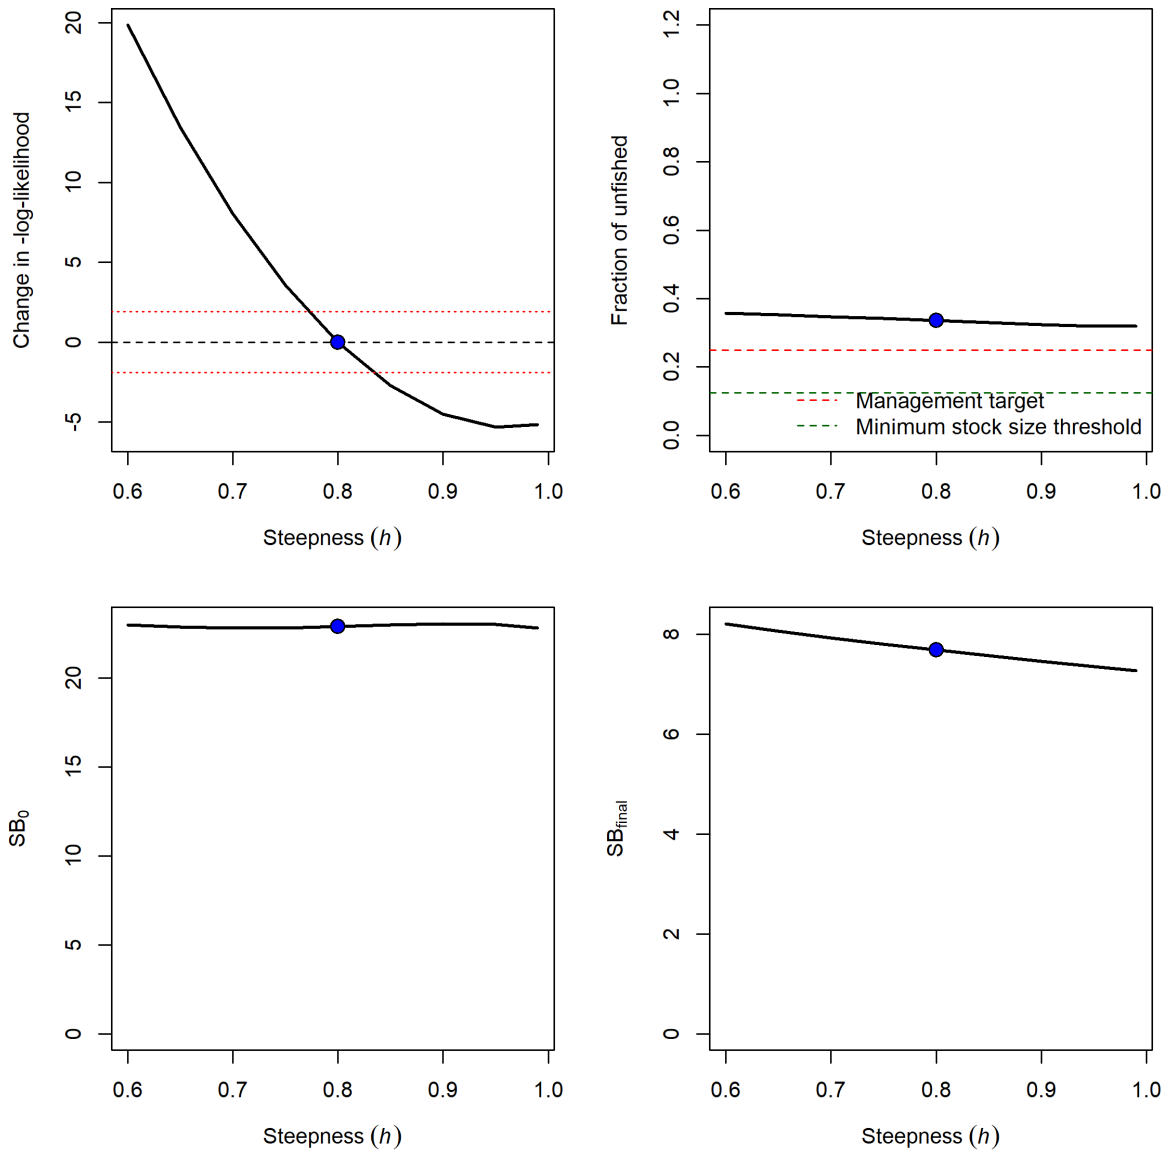 20
15
10
5
0
-5
Change in -log-likelihood
0.6 0.7 0.8 0.9 1.0
Steepness (h)
1.2
1.0
0.8
0.6
0.4
0.2
0.0
Fraction of unfished
Management target
Minimum stock size threshold
0.6 0.7 0.8 0.9 1.0
Steepness (h)
20
15
10
5
0
SB0
0.6 0.7 0.8 0.9 1.0
Steepness (h)
8
6
4
2
0
SBfinal
0.6 0.7 0.8 0.9 1.0
Steepness (h)